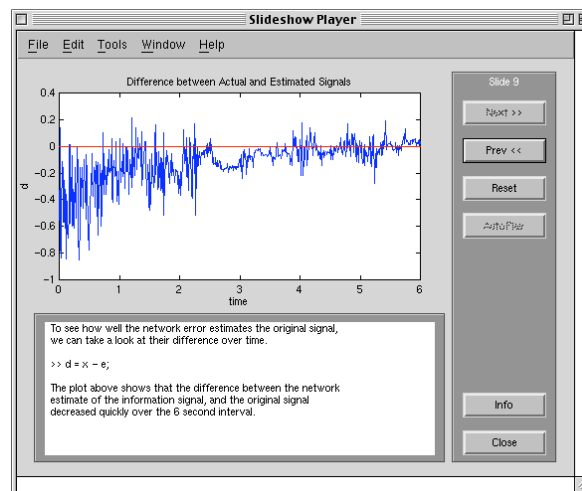 Slideshow Player
File Edit Tools Window Help
Difference between Actual and Estimated Signals
0.4
0.2
0
−0.2
−0.4
−0.6
−0.8
−1
d
0 1 2 3 4 5 6
time
Slide 9
Next >>
Prev <<
Reset
AutoPlay
Info
Close
To see how well the network error estimates the original signal,
we can take a look at their difference over time.
>> d = x − e;
The plot above shows that the difference between the network
estimate of the information signal, and the original signal
decreased quickly over the 6 second interval.